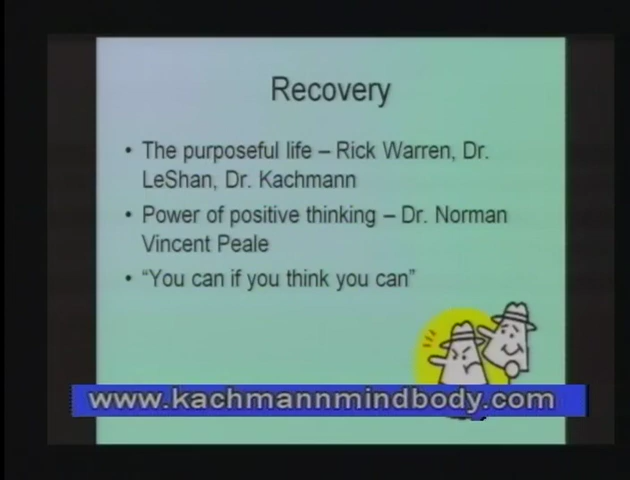 Recovery
• The purposeful life – Rick Warren, Dr.
LeShan, Dr. Kachmann
• Power of positive thinking – Dr. Norman
Vincent Peale
• “You can if you think you can”
www.kachmannmindbody.com